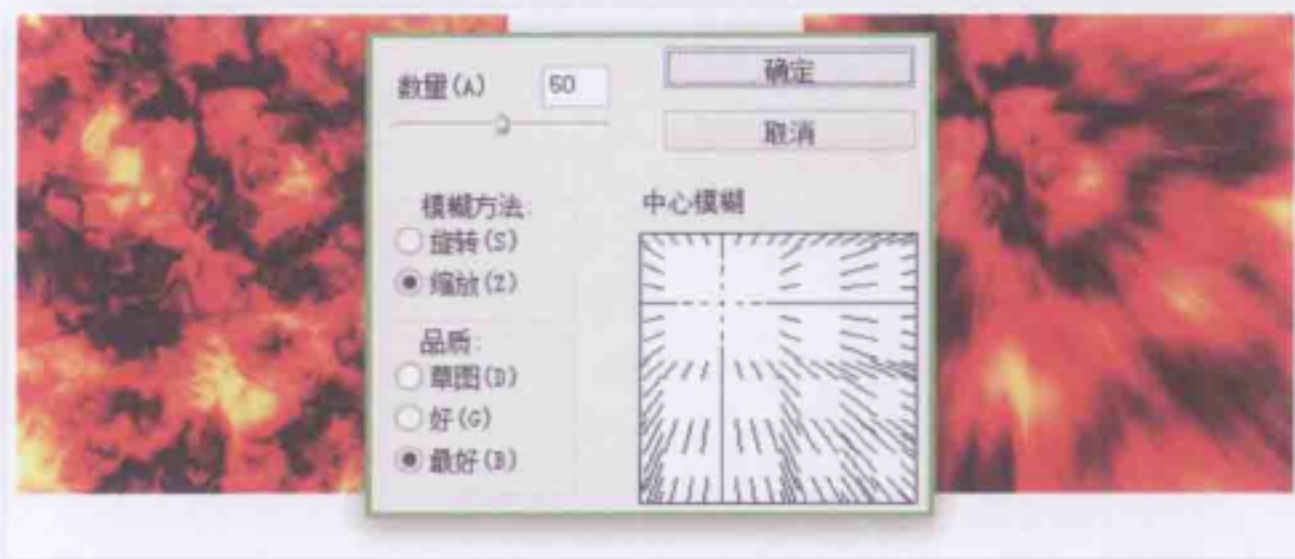 数量(A) 50
确定
取消
模糊方法:
旋转(S)
缩放(Z)
中心模糊
品质:
草图(D)
好(G)
最好(B)